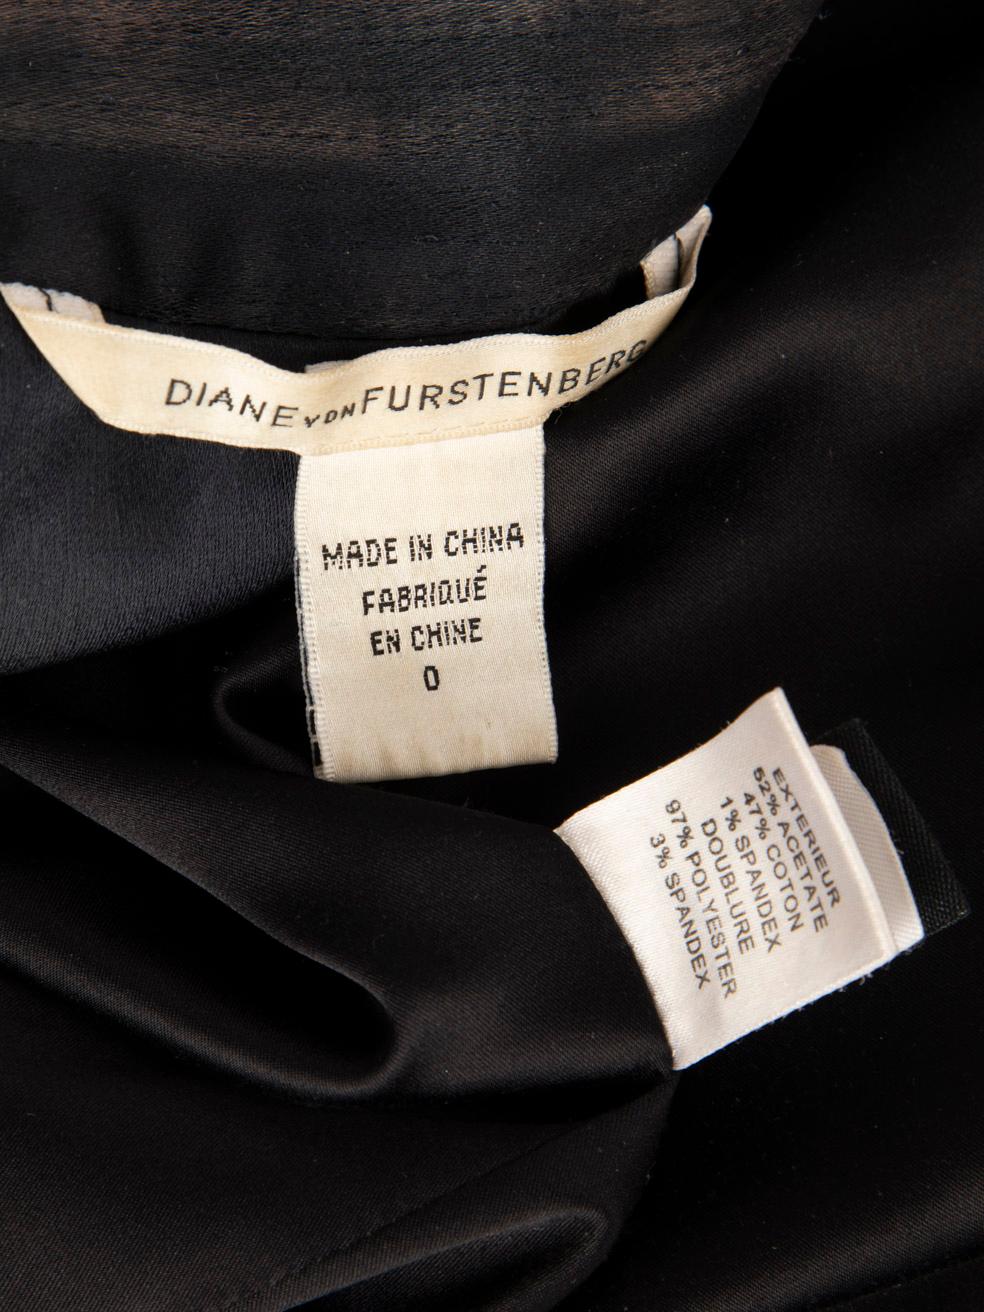 DIANE VON FURSTENBERG
MADE IN CHINA
FABRIQUÉ
EN CHINE
0
EXTERIEUR
52% ACETATE
47% COTON
1% SPANDEX
DOUBLURE
97% POLYESTER
3% SPANDEX